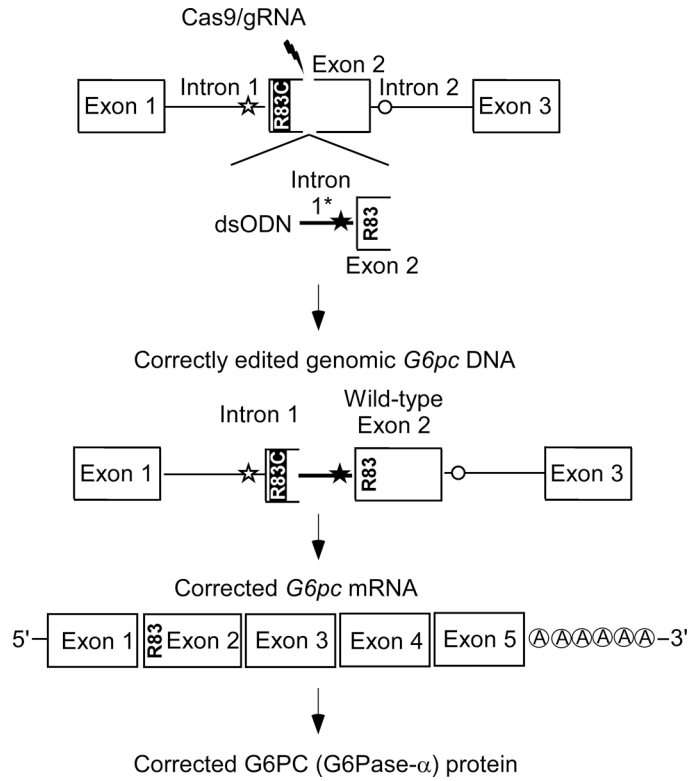 Cas9/gRNA
Exon 2
Intron 1
Intron 2
Exon 1
R83C
Exon 3
Intron
1*
dsODN
R83
Exon 2
Correctly edited genomic G6pc DNA
Wild-type
Exon 2
Intron 1
Exon 1
R83C
R83
Exon 3
Corrected G6pc mRNA
5'
Exon 1
R83
Exon 2
Exon 3
Exon 4
Exon 5
AAAAAA
3'
Corrected G6PC (G6Pase-α) protein